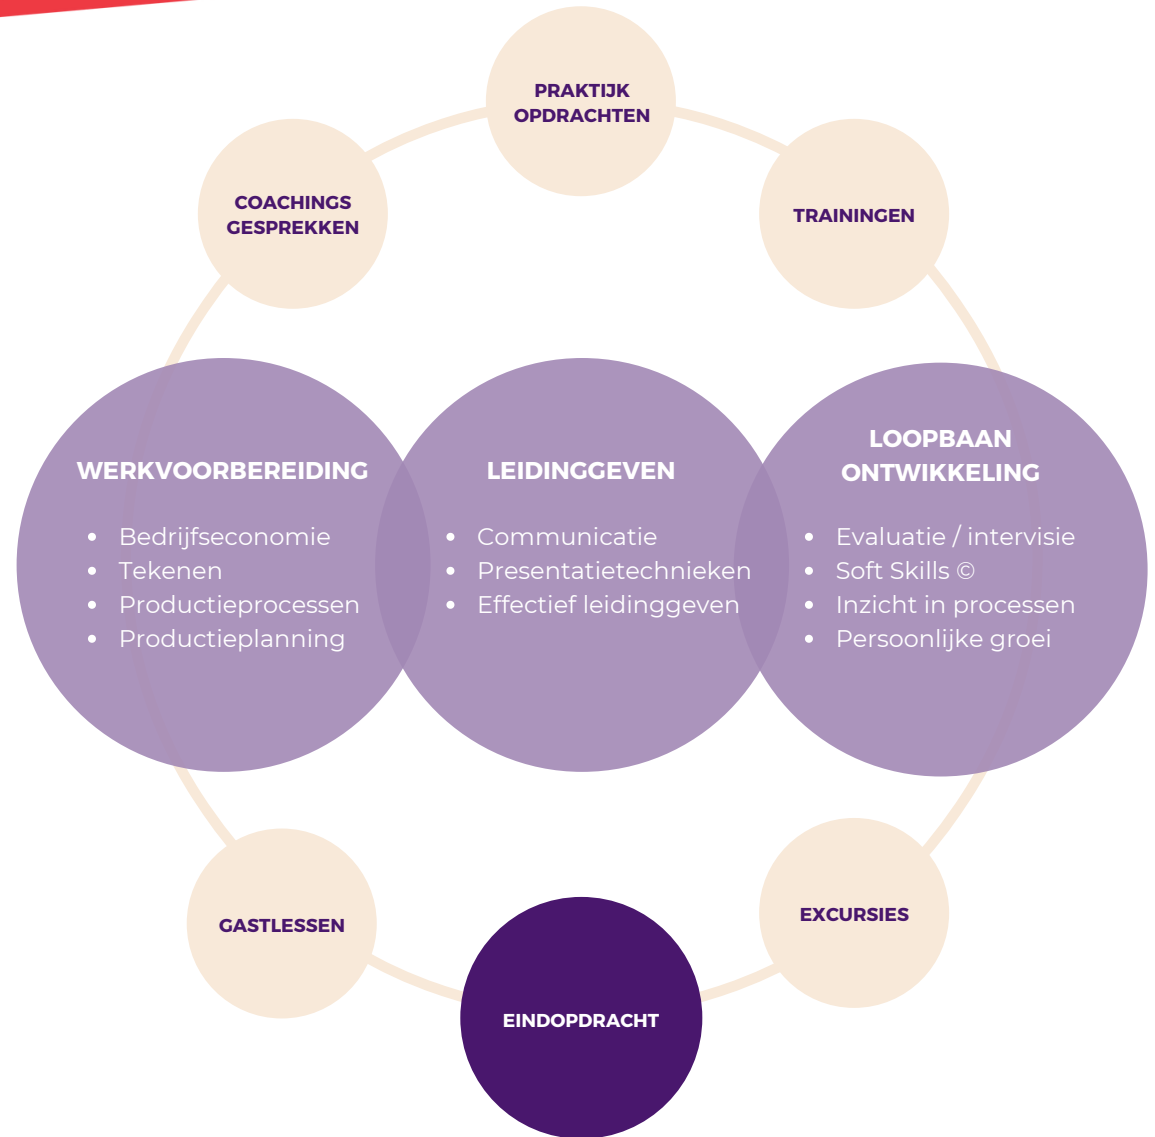 PRAKTIJK
OPDRACHTEN
COACHINGS
GESPREKKEN
TRAININGEN
WERKVOORBEREIDING
• Bedrijfseconomie
• Tekenen
• Productieprocessen
• Productieplanning
LEIDINGGEVEN
• Communicatie
• Presentatietechnieken
• Effectief leidinggeven
LOOPBAAN
ONTWIKKELING
• Evaluatie / intervisie
• Soft Skills ©
• Inzicht in processen
• Persoonlijke groei
GASTLESSEN
EXCURSIES
EINDOPDRACHT